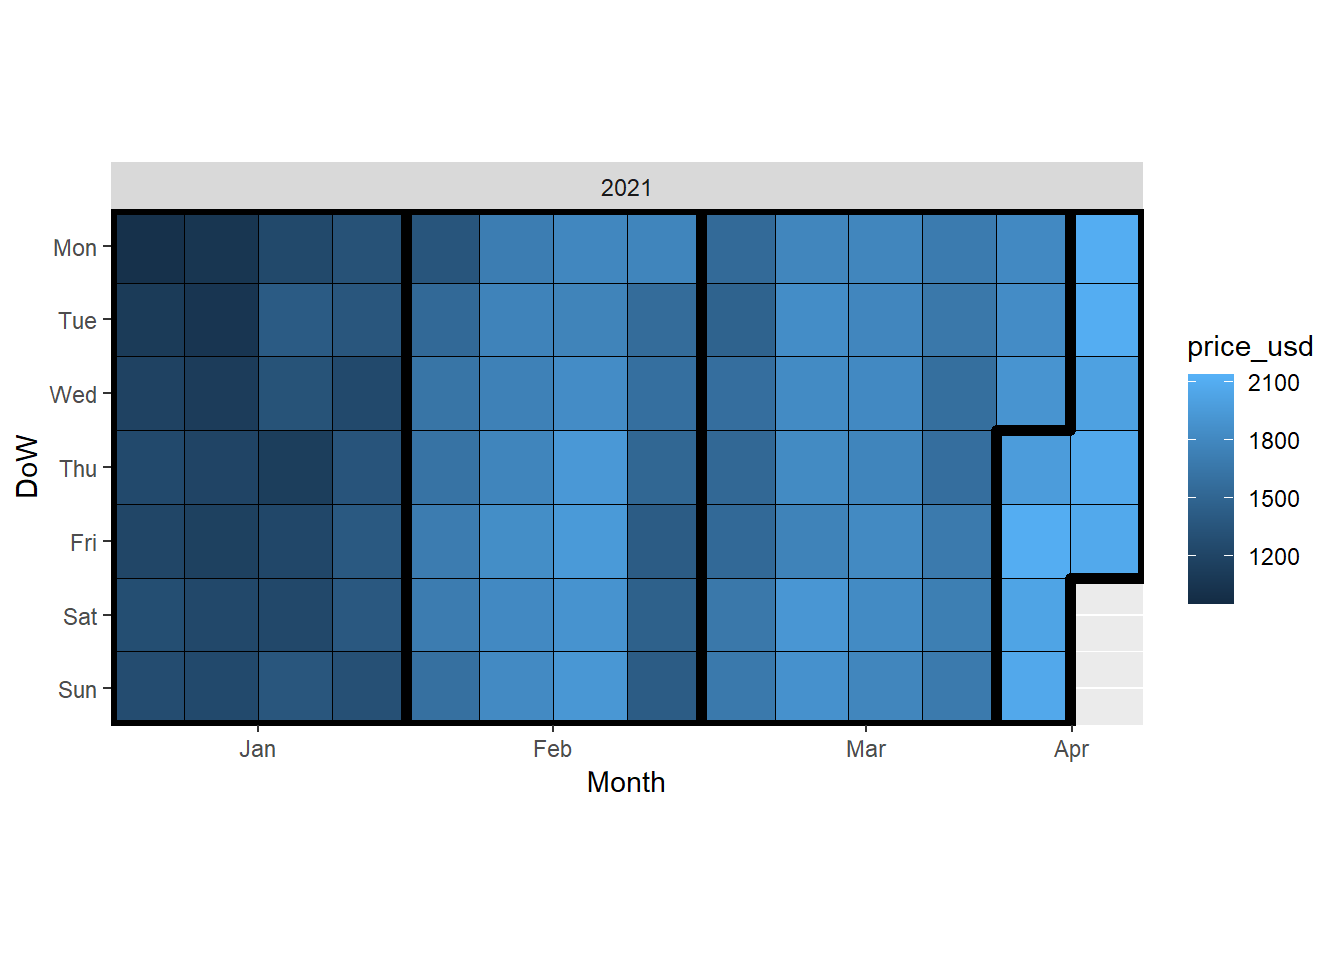 2021
Mon
Tue
Wed
Thu
Fri
Sat
Sun
DoW
Jan Feb Mar Apr
Month
price_usd
2100
1800
1500
1200